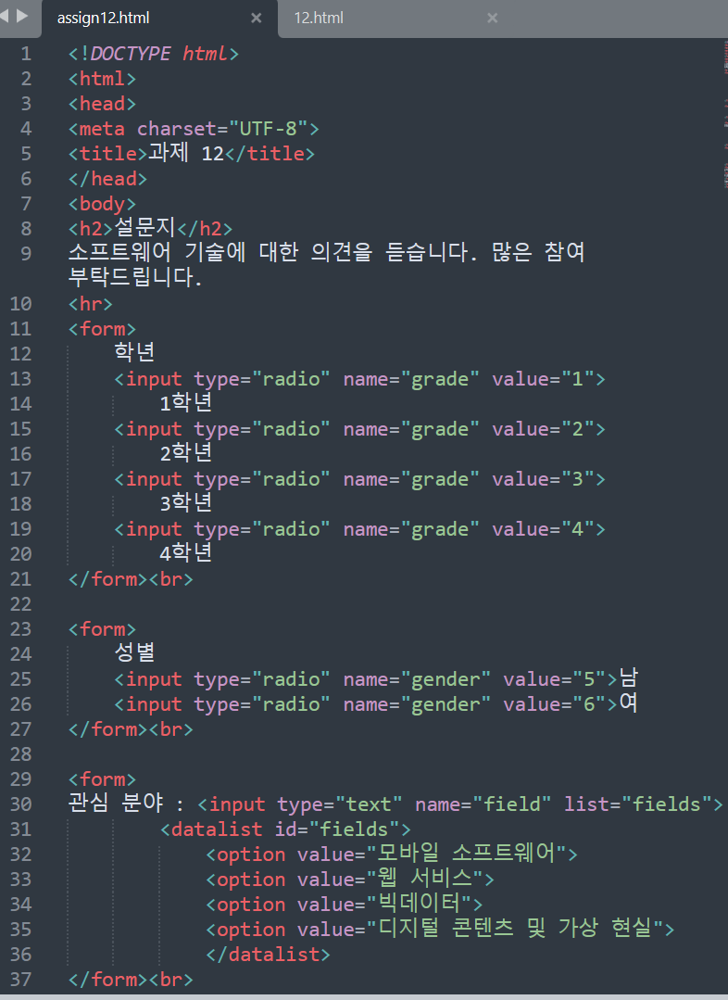 assign12.html × 12.html ×
1 <!DOCTYPE html>
2 <html>
3 <head>
4 <meta charset="UTF-8">
5 <title>과제 12</title>
6 </head>
7 <body>
8 <h2>설문지</h2>
9 소프트웨어 기술에 대한 의견을 듣습니다. 많은 참여
부탁드립니다.
10 <hr>
11 <form>
12 학년
13 <input type="radio" name="grade" value="1">
14 1학년
15 <input type="radio" name="grade" value="2">
16 2학년
17 <input type="radio" name="grade" value="3">
18 3학년
19 <input type="radio" name="grade" value="4">
20 4학년
21 </form><br>
22
23 <form>
24 성별
25 <input type="radio" name="gender" value="5">남
26 <input type="radio" name="gender" value="6">여
27 </form><br>
28
29 <form>
30 관심 분야 : <input type="text" name="field" list="fields">
31 <datalist id="fields">
32 <option value="모바일 소프트웨어">
33 <option value="웹 서비스">
34 <option value="빅데이터">
35 <option value="디지털 콘텐츠 및 가상 현실">
36 </datalist>
37 </form><br>